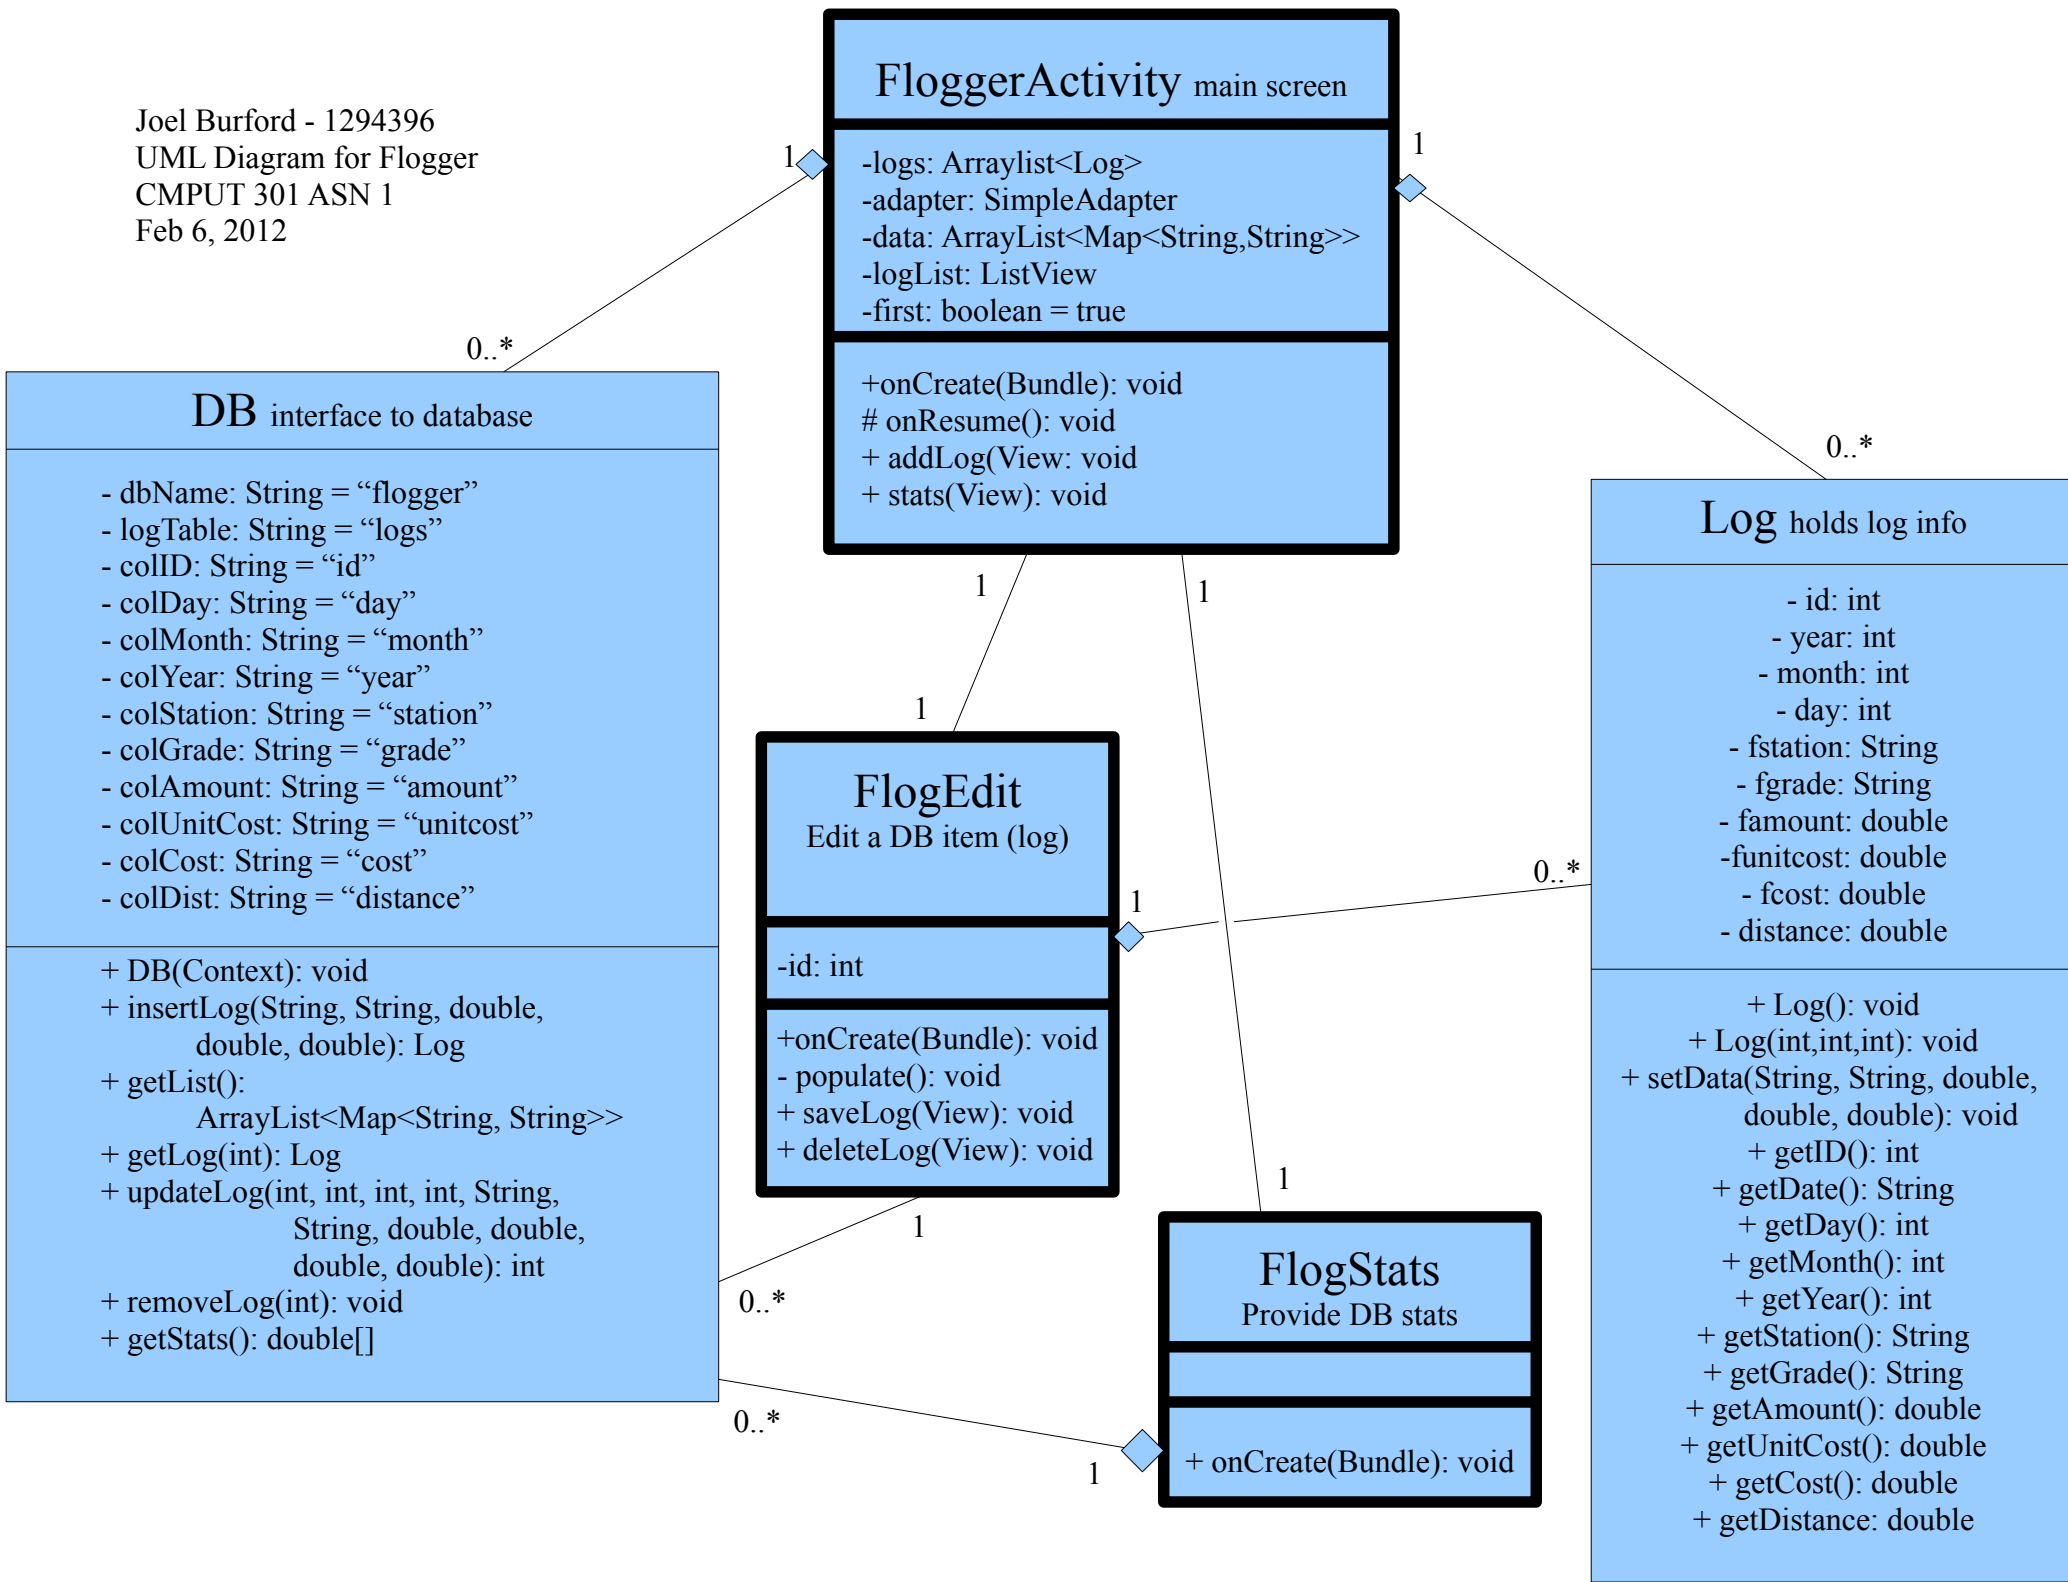 Joel Burford - 1294396
UML Diagram for Flogger
CMPUT 301 ASN 1
Feb 6, 2012
FloggerActivity main screen
-logs: Arraylist<Log>
-adapter: SimpleAdapter
-data: ArrayList<Map<String,String>>
-logList: ListView
-first: boolean = true
+onCreate(Bundle): void
# onResume(): void
+ addLog(View: void
+ stats(View): void
1
0..*
1
0..*
1
1
1
1
DB interface to database
- dbName: String = “flogger”
- logTable: String = “logs”
- colID: String = “id”
- colDay: String = “day”
- colMonth: String = “month”
- colYear: String = “year”
- colStation: String = “station”
- colGrade: String = “grade”
- colAmount: String = “amount”
- colUnitCost: String = “unitcost”
- colCost: String = “cost”
- colDist: String = “distance”
+ DB(Context): void
+ insertLog(String, String, double,
double, double): Log
+ getList():
ArrayList<Map<String, String>>
+ getLog(int): Log
+ updateLog(int, int, int, int, String,
String, double, double,
double, double): int
+ removeLog(int): void
+ getStats(): double[]
FlogEdit
Edit a DB item (log)
-id: int
+onCreate(Bundle): void
- populate(): void
+ saveLog(View): void
+ deleteLog(View): void
1
0..*
1
0..*
FlogStats
Provide DB stats
+ onCreate(Bundle): void
0..*
1
Log holds log info
- id: int
- year: int
- month: int
- day: int
- fstation: String
- fgrade: String
- famount: double
-funitcost: double
- fcost: double
- distance: double
+ Log(): void
+ Log(int,int,int): void
+ setData(String, String, double,
double, double): void
+ getID(): int
+ getDate(): String
+ getDay(): int
+ getMonth(): int
+ getYear(): int
+ getStation(): String
+ getGrade(): String
+ getAmount(): double
+ getUnitCost(): double
+ getCost(): double
+ getDistance: double